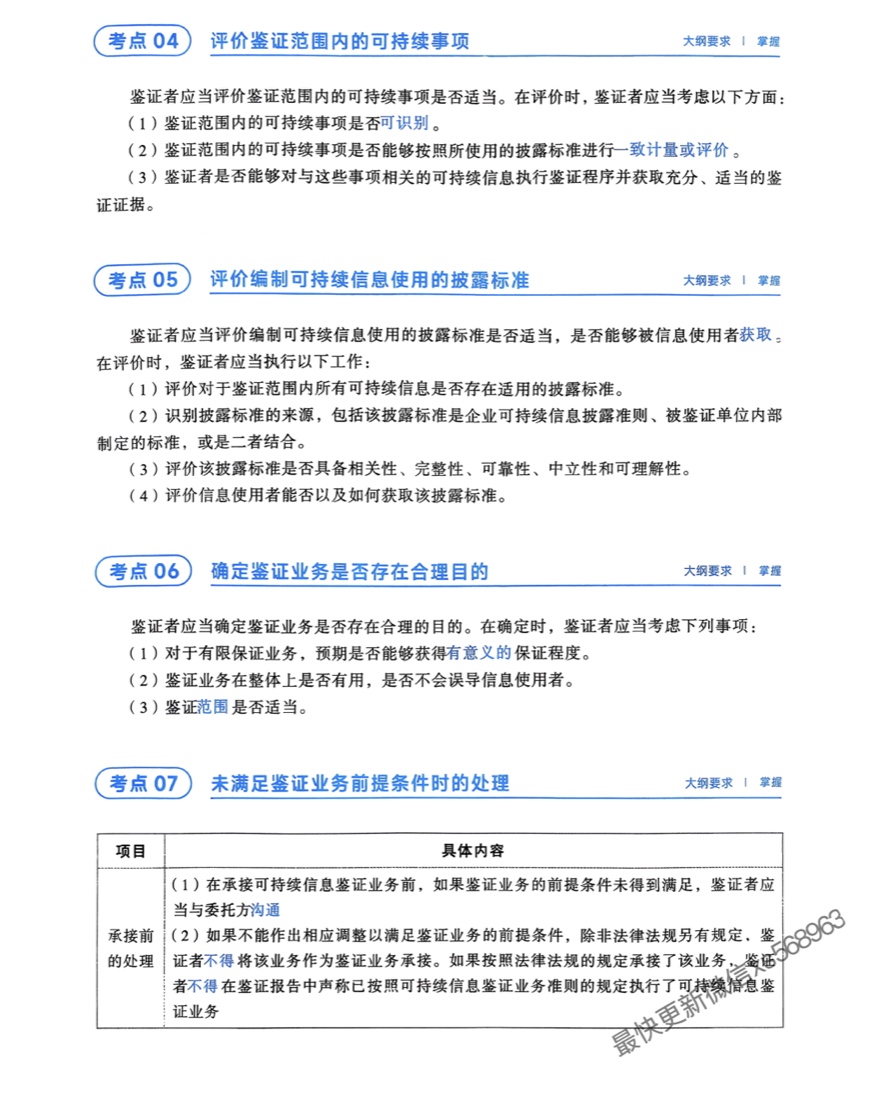 考点 04 评价鉴证范围内的可持续事项 大纲要求 | 掌握
鉴证者应当评价鉴证范围内的可持续事项是否适当。在评价时，鉴证者应当考虑以下方面：
（1）鉴证范围内的可持续事项是否可识别。
（2）鉴证范围内的可持续事项是否能够按照所使用的披露标准进行一致计量或评价。
（3）鉴证者是否能够对与这些事项相关的可持续信息执行鉴证程序并获取充分、适当的鉴
证证据。
考点 05 评价编制可持续信息使用的披露标准 大纲要求 | 掌握
鉴证者应当评价编制可持续信息使用的披露标准是否适当，是否能够被信息使用者获取。
在评价时，鉴证者应当执行以下工作：
（1）评价对于鉴证范围内所有可持续信息是否存在适用的披露标准。
（2）识别披露标准的来源，包括该披露标准是企业可持续信息披露准则、被鉴证单位内部
制定的标准，或是二者结合。
（3）评价该披露标准是否具备相关性、完整性、可靠性、中立性和可理解性。
（4）评价信息使用者能否以及如何获取该披露标准。
考点 06 确定鉴证业务是否存在合理目的 大纲要求 | 掌握
鉴证者应当确定鉴证业务是否存在合理的目的。在确定时，鉴证者应当考虑下列事项：
（1）对于有限保证业务，预期是否能够获得有意义的保证程度。
（2）鉴证业务在整体上是否有用，是否不会误导信息使用者。
（3）鉴证范围是否适当。
考点 07 未满足鉴证业务前提条件时的处理 大纲要求 | 掌握
项目 具体内容
承接前
的处理
（1）在承接可持续信息鉴证业务前，如果鉴证业务的前提条件未得到满足，鉴证者应
当与委托方沟通
（2）如果不能作出相应调整以满足鉴证业务的前提条件，除非法律法规另有规定，鉴
证者不得将该业务作为鉴证业务承接。如果按照法律法规的规定承接了该业务，鉴证
者不得在鉴证报告中声称已按照可持续信息鉴证业务准则的规定执行了可持续信息鉴
证业务
最快更新微信x568963